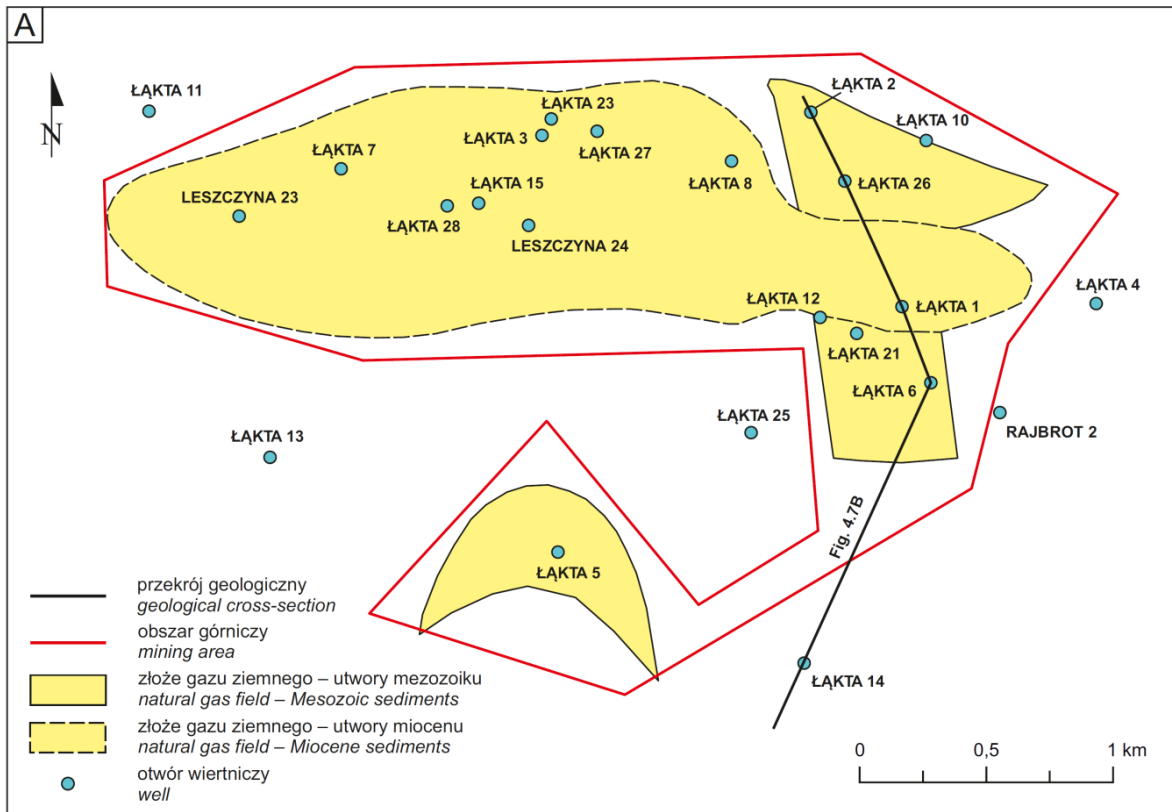 A
N
ŁĄKTA 11
ŁĄKTA 2
ŁĄKTA 23
ŁĄKTA 10
ŁĄKTA 3
ŁĄKTA 27
ŁĄKTA 7
ŁĄKTA 8
ŁĄKTA 26
ŁĄKTA 15
LESZCZYNA 23
ŁĄKTA 28
LESZCZYNA 24
ŁĄKTA 12
ŁĄKTA 1
ŁĄKTA 4
ŁĄKTA 21
ŁĄKTA 6
ŁĄKTA 25
RAJBROT 2
ŁĄKTA 13
Fig. 4.7B
ŁĄKTA 5
ŁĄKTA 14
przekrój geologiczny
geological cross-section
obszar górniczy
mining area
złoże gazu ziemnego – utwory mezozoiku
natural gas field – Mesozoic sediments
złoże gazu ziemnego – utwory miocenu
natural gas field – Miocene sediments
otwór wiertniczy
well
0 0,5 1 km